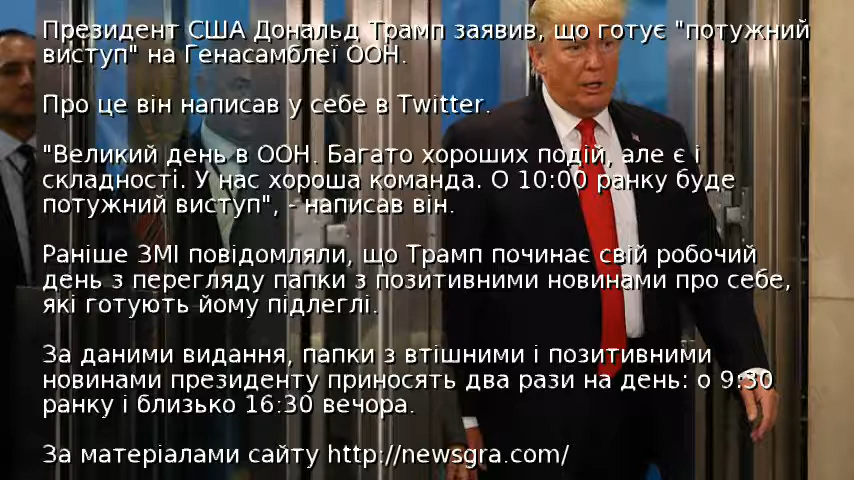 Президент США Дональд Трамп заявив, що готує "потужний
виступ" на Генасамблеї ООН.
Про це він написав у себе в Twitter.
"Великий день в ООН. Багато хороших подій, але є і
складності. У нас хороша команда. О 10:00 ранку буде
потужний виступ", - написав він.
Раніше ЗМІ повідомляли, що Трамп починає свій робочий
день з перегляду папки з позитивними новинами про себе,
які готують йому підлеглі.
За даними видання, папки з втішними і позитивними
новинами президенту приносять два рази на день: о 9:30
ранку і близько 16:30 вечора.
За матеріалами сайту http://newsgra.com/